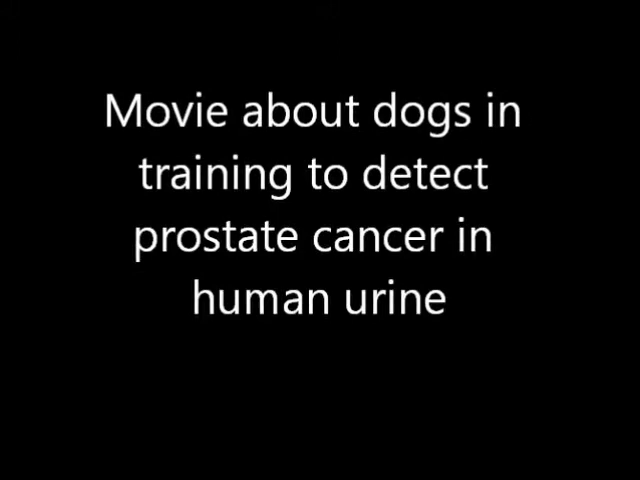 Movie about dogs in
training to detect
prostate cancer in
human urine